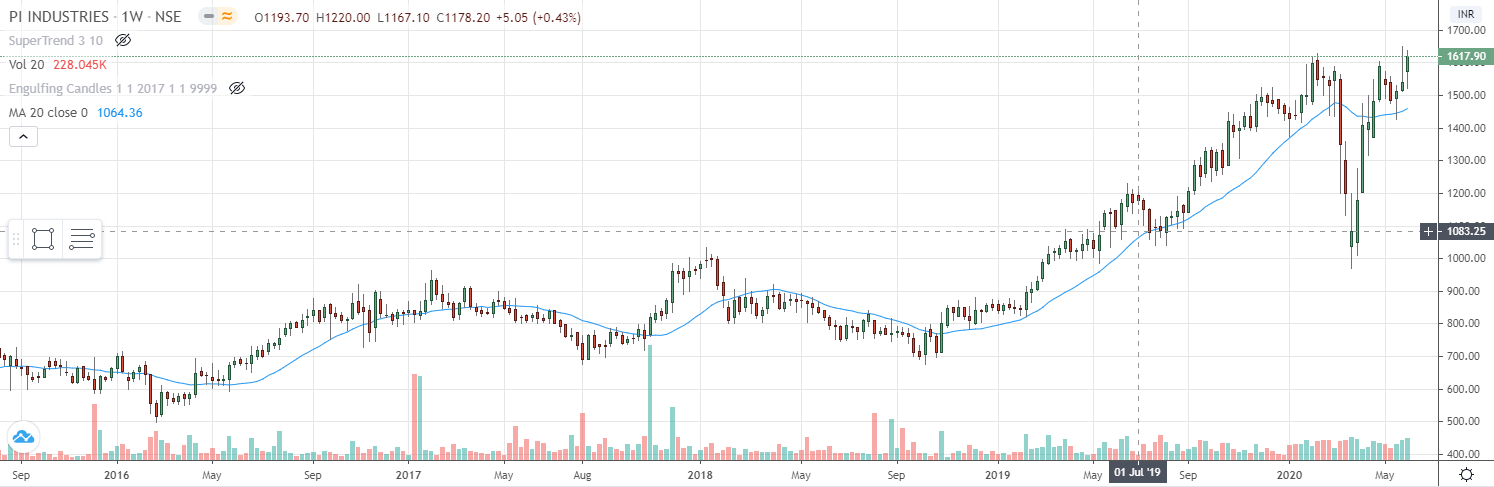 PI INDUSTRIES · 1W · NSE O1193.70 H1220.00 L1167.10 C1178.20 +5.05 (+0.43%)
INR
SuperTrend 3 10
Vol 20 228.045K
Engulfing Candles 1 1 2017 1 1 9999
MA 20 close 0 1064.36
1700.00
1617.90
1500.00
1400.00
1300.00
1200.00
1083.25
1000.00
900.00
800.00
700.00
600.00
500.00
400.00
Sep 2016 May Sep 2017 May Aug 2018 May Sep 2019 May 01 Jul '19 Sep 2020 May